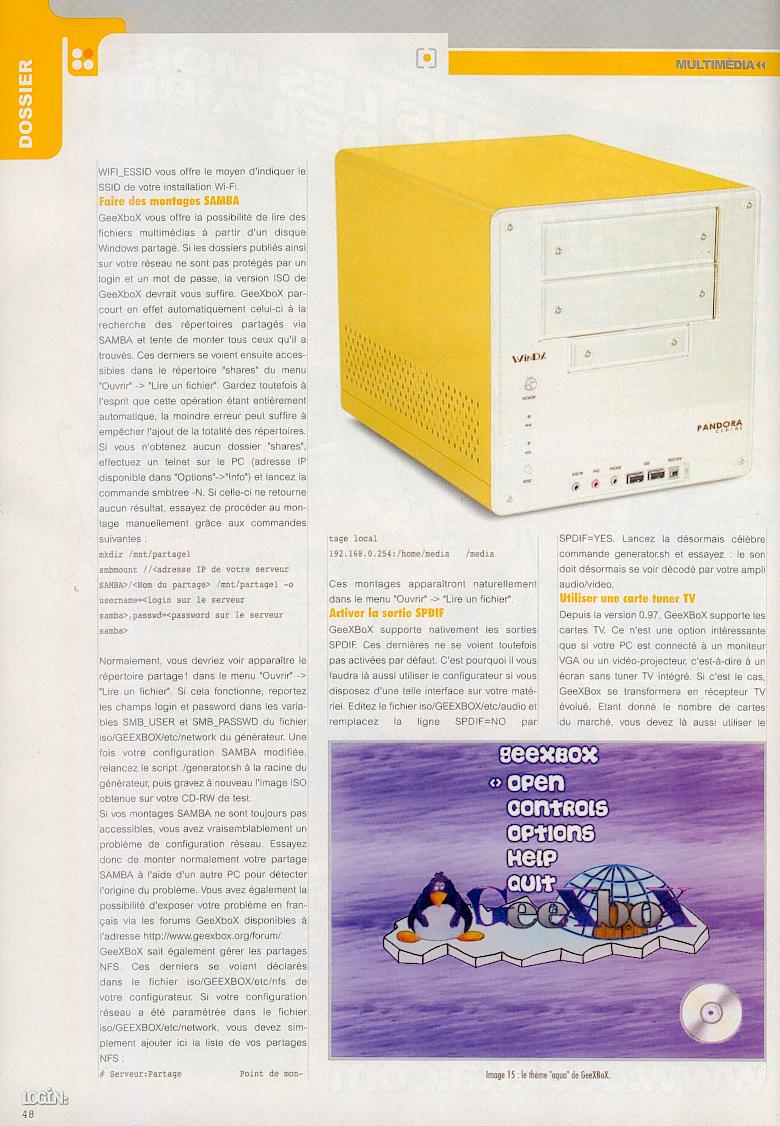 DOSSIER
MULTIMÉDIA
WIFI_ESSID vous offre le moyen d'indiquer le
SSID de votre installation Wi-Fi.
Faire des montages SAMBA
GeeXboX vous offre la possibilité de lire des
fichiers multimédias à partir d'un disque
Windows partagé. Si les dossiers publiés ainsi
sur votre réseau ne sont pas protégés par un
login et un mot de passe, la version ISO de
GeeXboX devrait vous suffire. GeeXboX par-
court en effet automatiquement celui-ci à la
recherche des répertoires partagés via
SAMBA et tente de monter tous ceux qu'il a
trouvés. Ces derniers se voient ensuite acces-
sibles dans le répertoire "shares" du menu
"Ouvrir" -> "Lire un fichier". Gardez toutefois à
l'esprit que cette opération étant entièrement
automatique, la moindre erreur peut suffire à
empêcher l'ajout de la totalité des répertoires.
Si vous n'obtenez aucun dossier "shares",
effectuez un telnet sur le PC (adresse IP
disponible dans "Options"->"Info") et lancez la
commande smbtree -N. Si celle-ci ne retourne
aucun résultat, essayez de procéder au mon-
tage manuellement grâce aux commandes
suivantes :
mkdir /mnt/partage1
smbmount //<adresse IP de votre serveur
SAMBA>/<Nom du partage> /mnt/partage1 -o
username=<login sur le serveur
samba>,passwd=<password sur le serveur
samba>
Normalement, vous devriez voir apparaître le
répertoire partage1 dans le menu "Ouvrir" ->
"Lire un fichier". Si cela fonctionne, reportez
les champs login et password dans les varia-
bles SMB_USER et SMB_PASSWD du fichier
iso/GEEXBOX/etc/network du générateur. Une
fois votre configuration SAMBA modifiée,
relancez le script ./generator.sh à la racine du
générateur, puis gravez à nouveau l'image ISO
obtenue sur votre CD-RW de test.
Si vos montages SAMBA ne sont toujours pas
accessibles, vous avez vraisemblablement un
problème de configuration réseau. Essayez
donc de monter normalement votre partage
SAMBA à l'aide d'un autre PC pour détecter
l'origine du problème. Vous avez également la
possibilité d'exposer votre problème en fran-
çais via les forums GeeXboX disponibles à
l'adresse http://www.geexbox.org/forum/.
GeeXboX sait également gérer les partages
NFS. Ces derniers se voient déclarés
dans le fichier iso/GEEXBOX/etc/nfs de
votre configurateur. Si votre configuration
réseau a été paramétrée dans le fichier
iso/GEEXBOX/etc/network, vous devez sim-
plement ajouter ici la liste de vos partages
NFS :
# Serveur:Partage Point de mon-
WINDY
POWER
RESET
PANDORA
LINE IN
MIC
PHONE
tage local
192.168.0.254:/home/media /media
Ces montages apparaîtront naturellement
dans le menu "Ouvrir" -> "Lire un fichier".
Activer la sortie SPDIF
GeeXBoX supporte nativement les sorties
SPDIF. Ces dernières ne se voient toutefois
pas activées par défaut. C'est pourquoi il vous
faudra là aussi utiliser le configurateur si vous
disposez d'une telle interface sur votre maté-
riel. Editez le fichier iso/GEEXBOX/etc/audio et
remplacez la ligne SPDIF=NO par
SPDIF=YES. Lancez la désormais célèbre
commande generator.sh et essayez : le son
doit désormais se voir décodé par votre ampli
audio/video.
Utiliser une carte tuner TV
Depuis la version 0.97, GeeXBoX supporte les
cartes TV. Ce n'est une option intéressante
que si votre PC est connecté à un moniteur
VGA ou un vidéo-projecteur, c'est-à-dire à un
écran sans tuner TV intégré. Si c'est le cas,
GeeXBox se transformera en récepteur TV
évolué. Etant donné le nombre de cartes
du marché, vous devez là aussi utiliser le
GEEXBOX
OPEN
CONTROLS
OPTIONS
HELP
QUIT
GeeXboX
Image 15 : le thème "aqua" de GeeXBoX.
LOGIN:
48